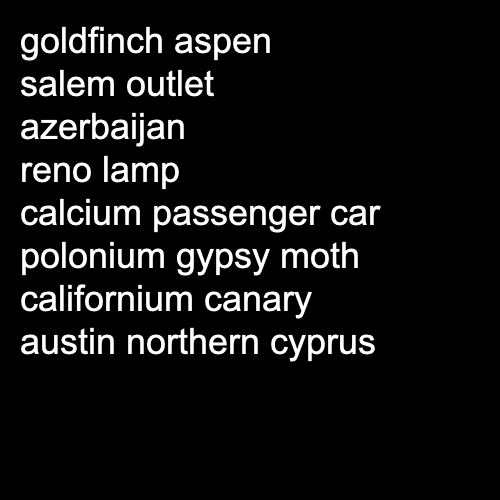 goldfinch aspen
salem outlet
azerbaijan
reno lamp
calcium passenger car
polonium gypsy moth
californium canary
austin northern cyprus